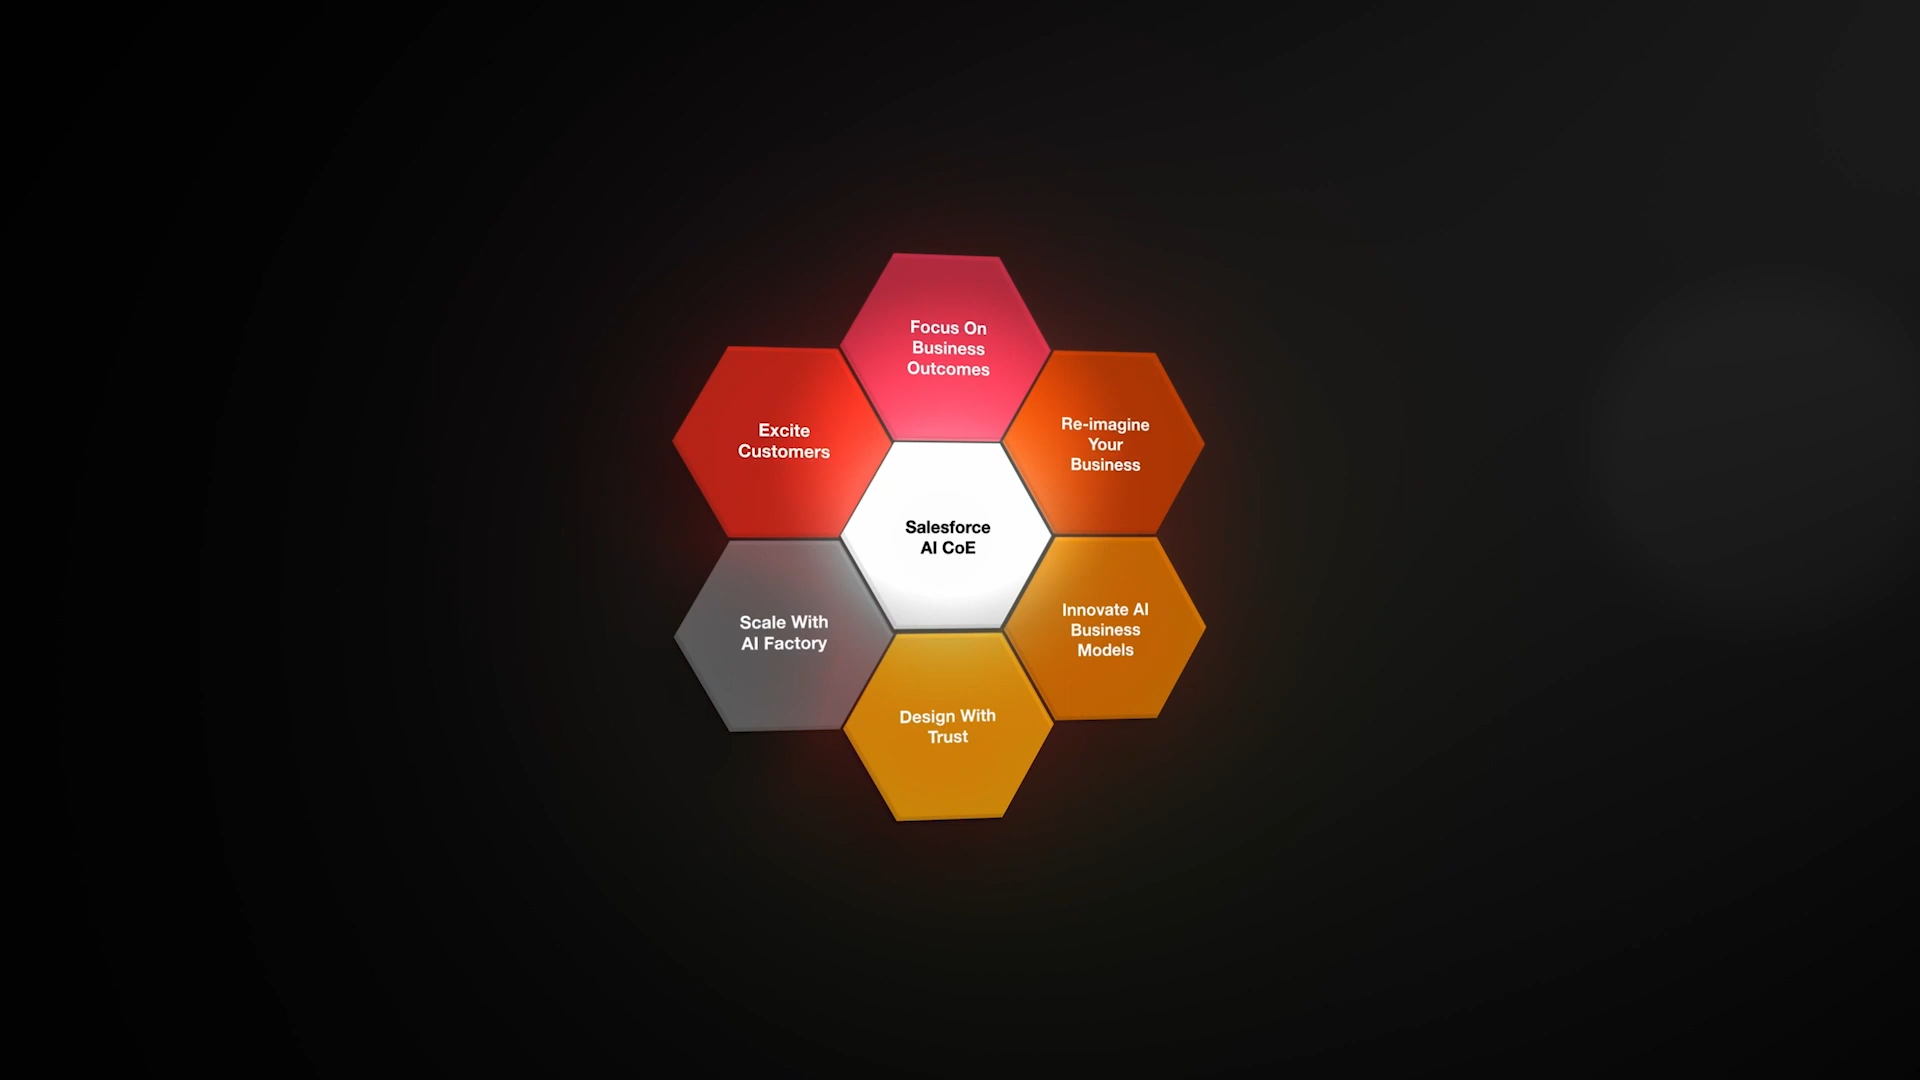 Focus On
Business
Outcomes
Excite
Customers
Re-imagine
Your
Business
Salesforce
AI CoE
Scale With
AI Factory
Innovate AI
Business
Models
Design With
Trust